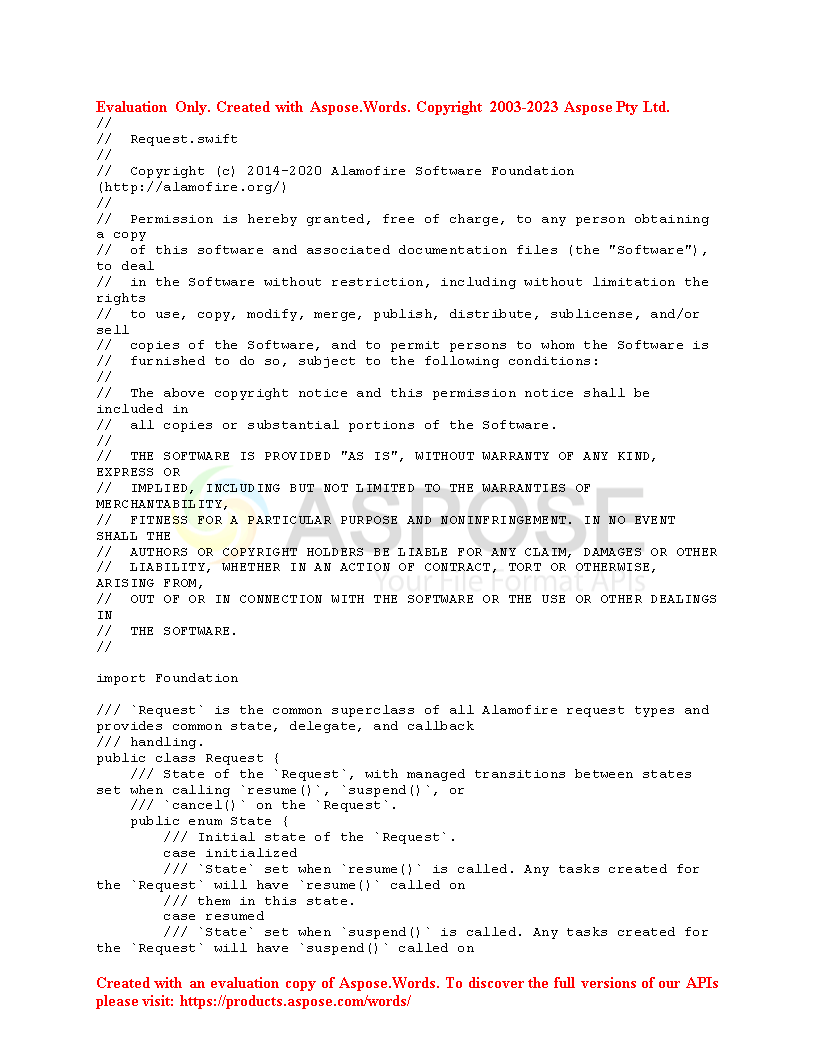 Evaluation Only. Created with Aspose.Words. Copyright 2003-2023 Aspose Pty Ltd.
//
//  Request.swift
//
//  Copyright (c) 2014-2020 Alamofire Software Foundation
(http://alamofire.org/)
//
//  Permission is hereby granted, free of charge, to any person obtaining
a copy
//  of this software and associated documentation files (the "Software"),
to deal
//  in the Software without restriction, including without limitation the
rights
//  to use, copy, modify, merge, publish, distribute, sublicense, and/or
sell
//  copies of the Software, and to permit persons to whom the Software is
//  furnished to do so, subject to the following conditions:
//
//  The above copyright notice and this permission notice shall be
included in
//  all copies or substantial portions of the Software.
//
//  THE SOFTWARE IS PROVIDED "AS IS", WITHOUT WARRANTY OF ANY KIND,
EXPRESS OR
//  IMPLIED, INCLUDING BUT NOT LIMITED TO THE WARRANTIES OF
MERCHANTABILITY,
//  FITNESS FOR A PARTICULAR PURPOSE AND NONINFRINGEMENT. IN NO EVENT
SHALL THE
//  AUTHORS OR COPYRIGHT HOLDERS BE LIABLE FOR ANY CLAIM, DAMAGES OR OTHER
//  LIABILITY, WHETHER IN AN ACTION OF CONTRACT, TORT OR OTHERWISE,
ARISING FROM,
//  OUT OF OR IN CONNECTION WITH THE SOFTWARE OR THE USE OR OTHER DEALINGS
IN
//  THE SOFTWARE.
//
ASPOSE
Your File Format APIs
import Foundation
/// `Request` is the common superclass of all Alamofire request types and
provides common state, delegate, and callback
/// handling.
public class Request {
    /// State of the `Request`, with managed transitions between states
set when calling `resume()`, `suspend()`, or
    /// `cancel()` on the `Request`.
    public enum State {
        /// Initial state of the `Request`.
        case initialized
        /// `State` set when `resume()` is called. Any tasks created for
the `Request` will have `resume()` called on
        /// them in this state.
        case resumed
        /// `State` set when `suspend()` is called. Any tasks created for
the `Request` will have `suspend()` called on
Created with an evaluation copy of Aspose.Words. To discover the full versions of our APIs
please visit: https://products.aspose.com/words/